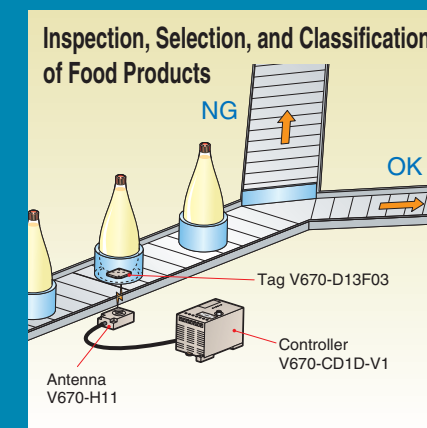 Inspection, Selection, and Classification
of Food Products
NG
OK
Tag V670-D13F03
Controller
V670-CD1D-V1
Antenna
V670-H11